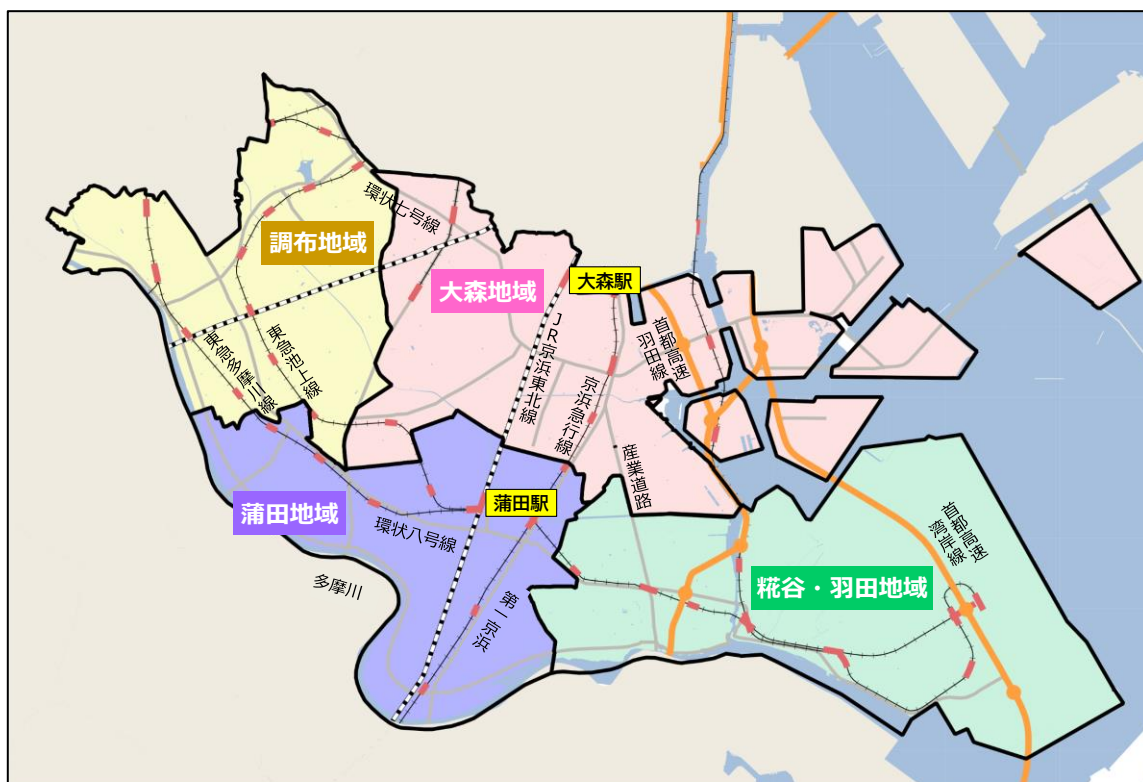 環状七号線
調布地域
大森地域
大森駅
東急多摩川線
東急池上線
JR京浜東北線
京浜急行線
首都高速
羽田線
産業道路
蒲田地域
蒲田駅
環状八号線
多摩川
第一京浜
首都高速
湾岸線
糀谷・羽田地域